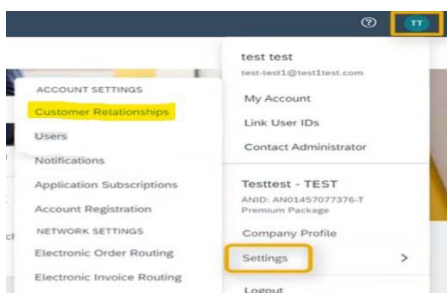 TT
test test
test-test1@test1test.com
My Account
Link User IDs
Contact Administrator
Testtest - TEST
ANID: AN01457077376-T
Premium Package
Company Profile
Settings
Logout
ACCOUNT SETTINGS
Customer Relationships
Users
Notifications
Application Subscriptions
Account Registration
NETWORK SETTINGS
Electronic Order Routing
Electronic Invoice Routing